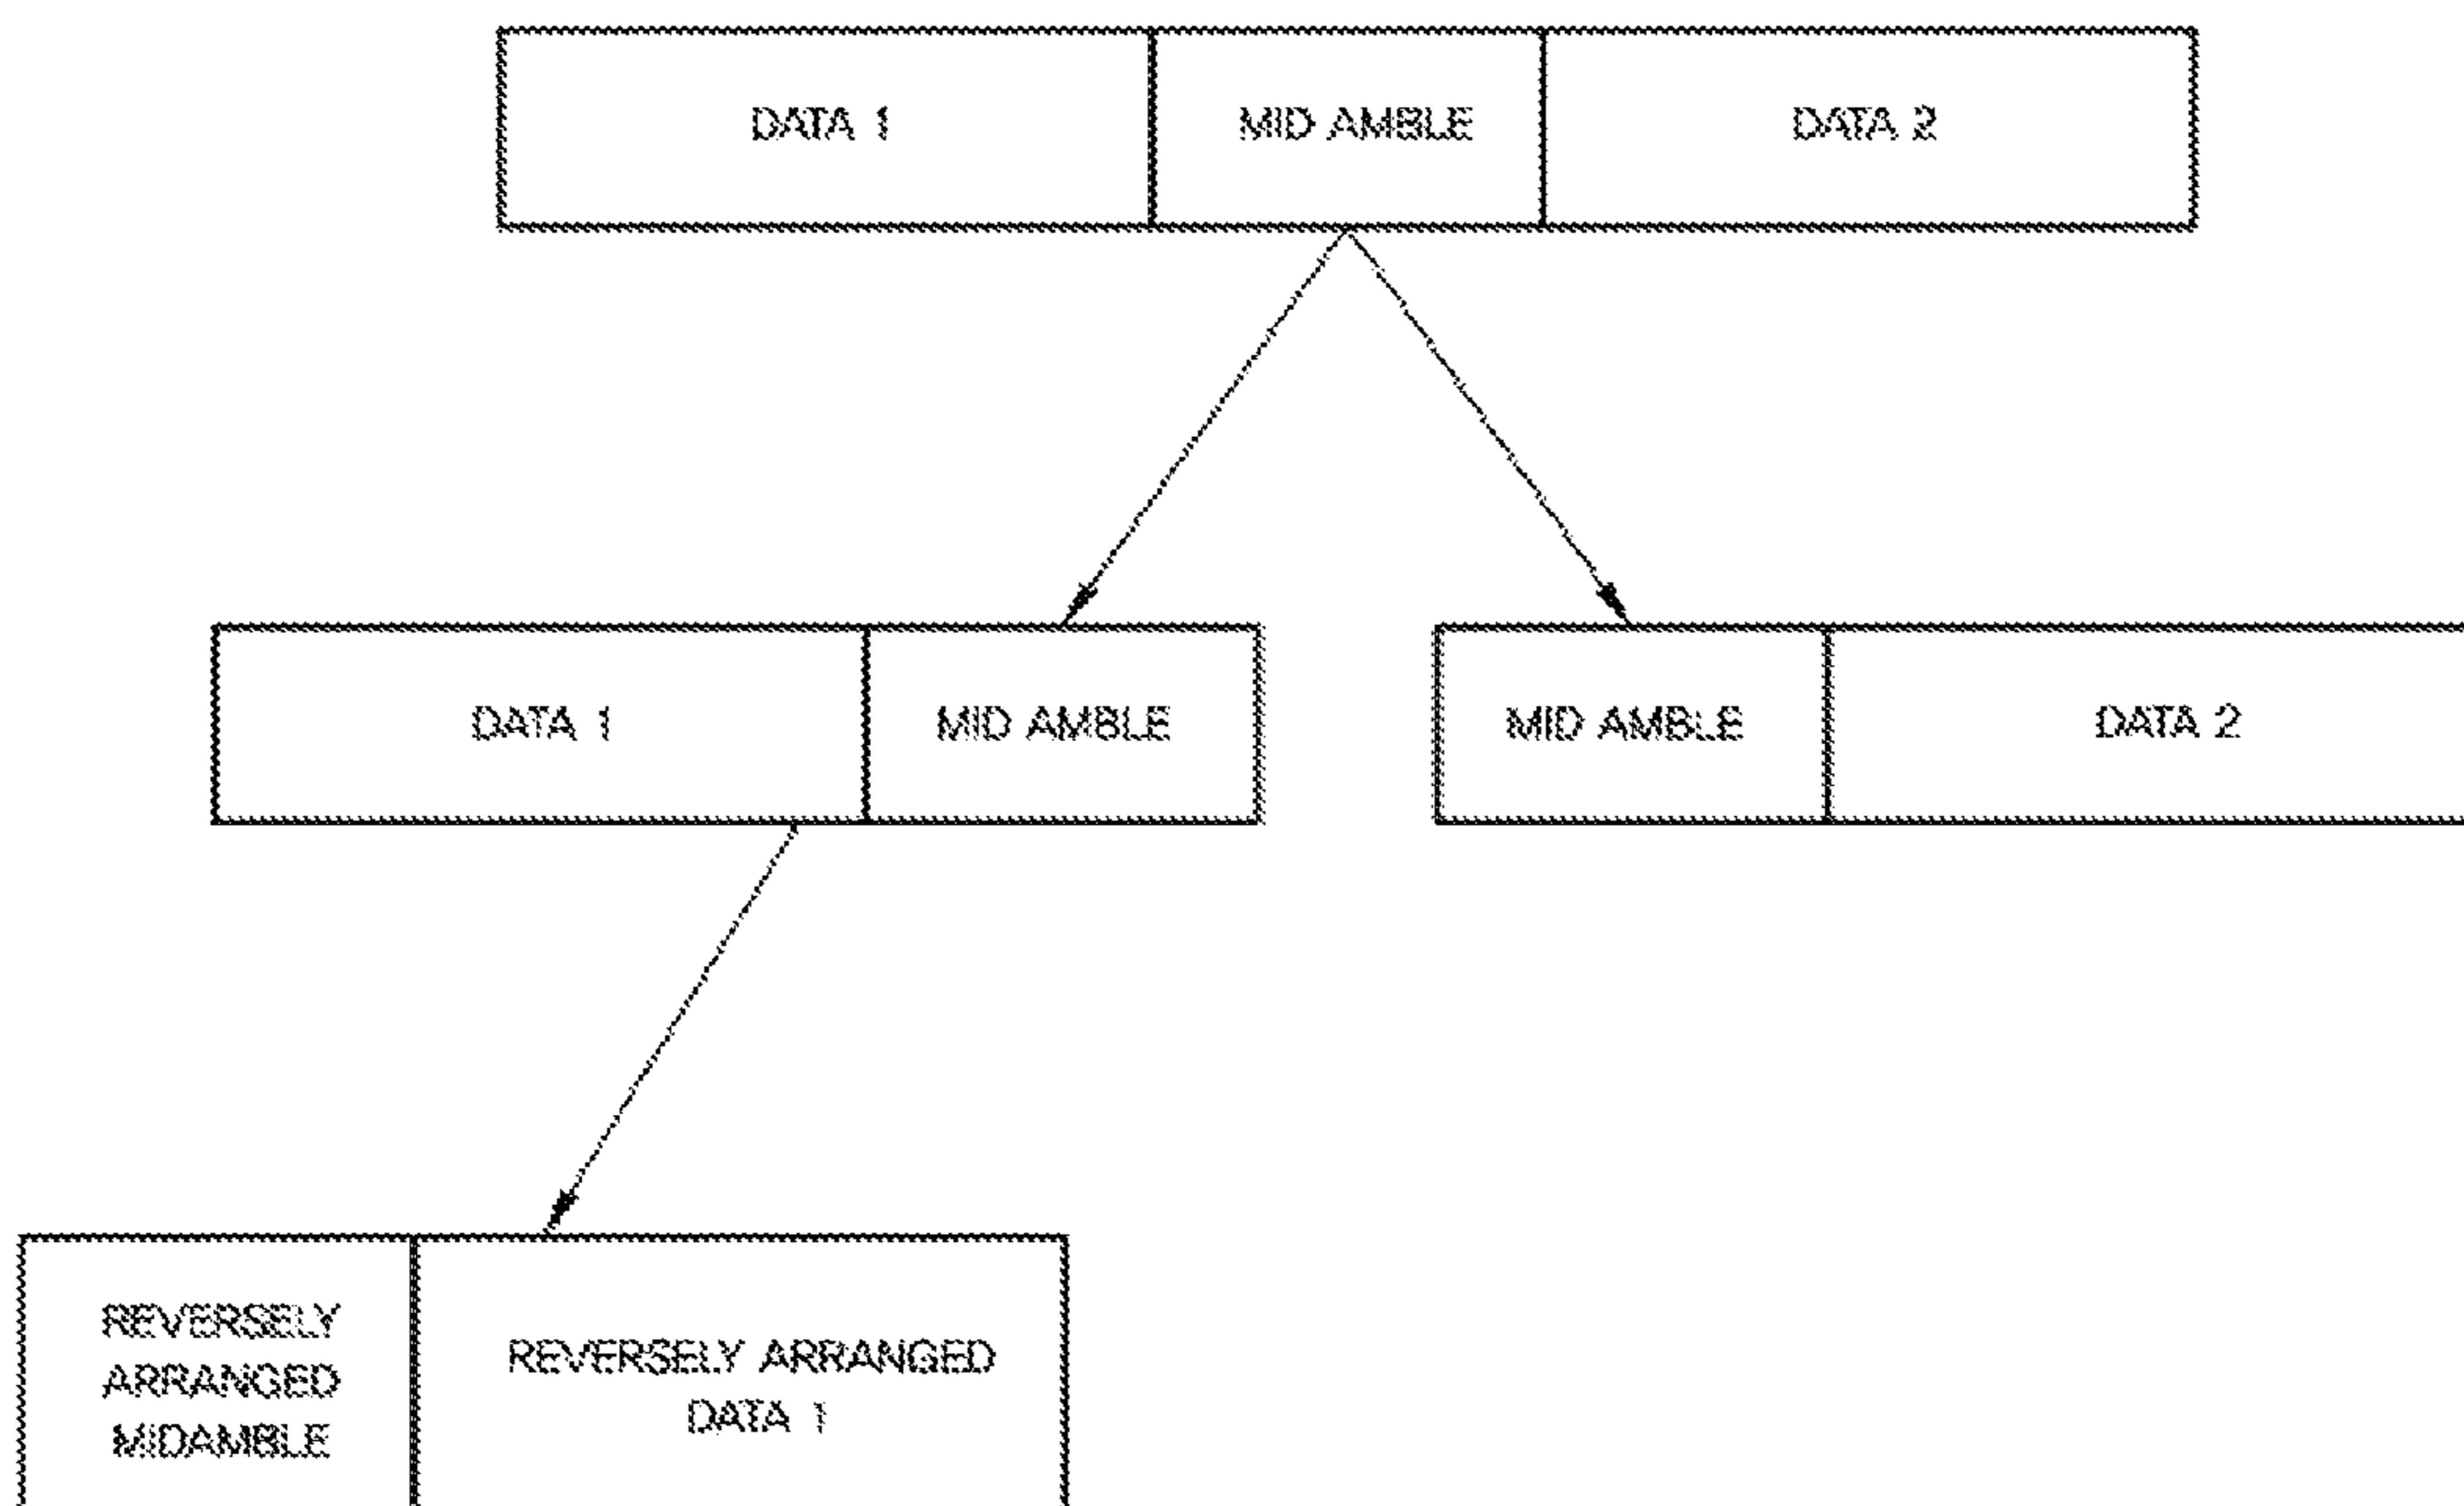 DATA 1
MID AMBLE
DATA 2
DATA 1
MID AMBLE
MID AMBLE
DATA 2
REVERSELY
ARRANGED
MIDAMBLE
REVERSELY ARRANGED
DATA 1